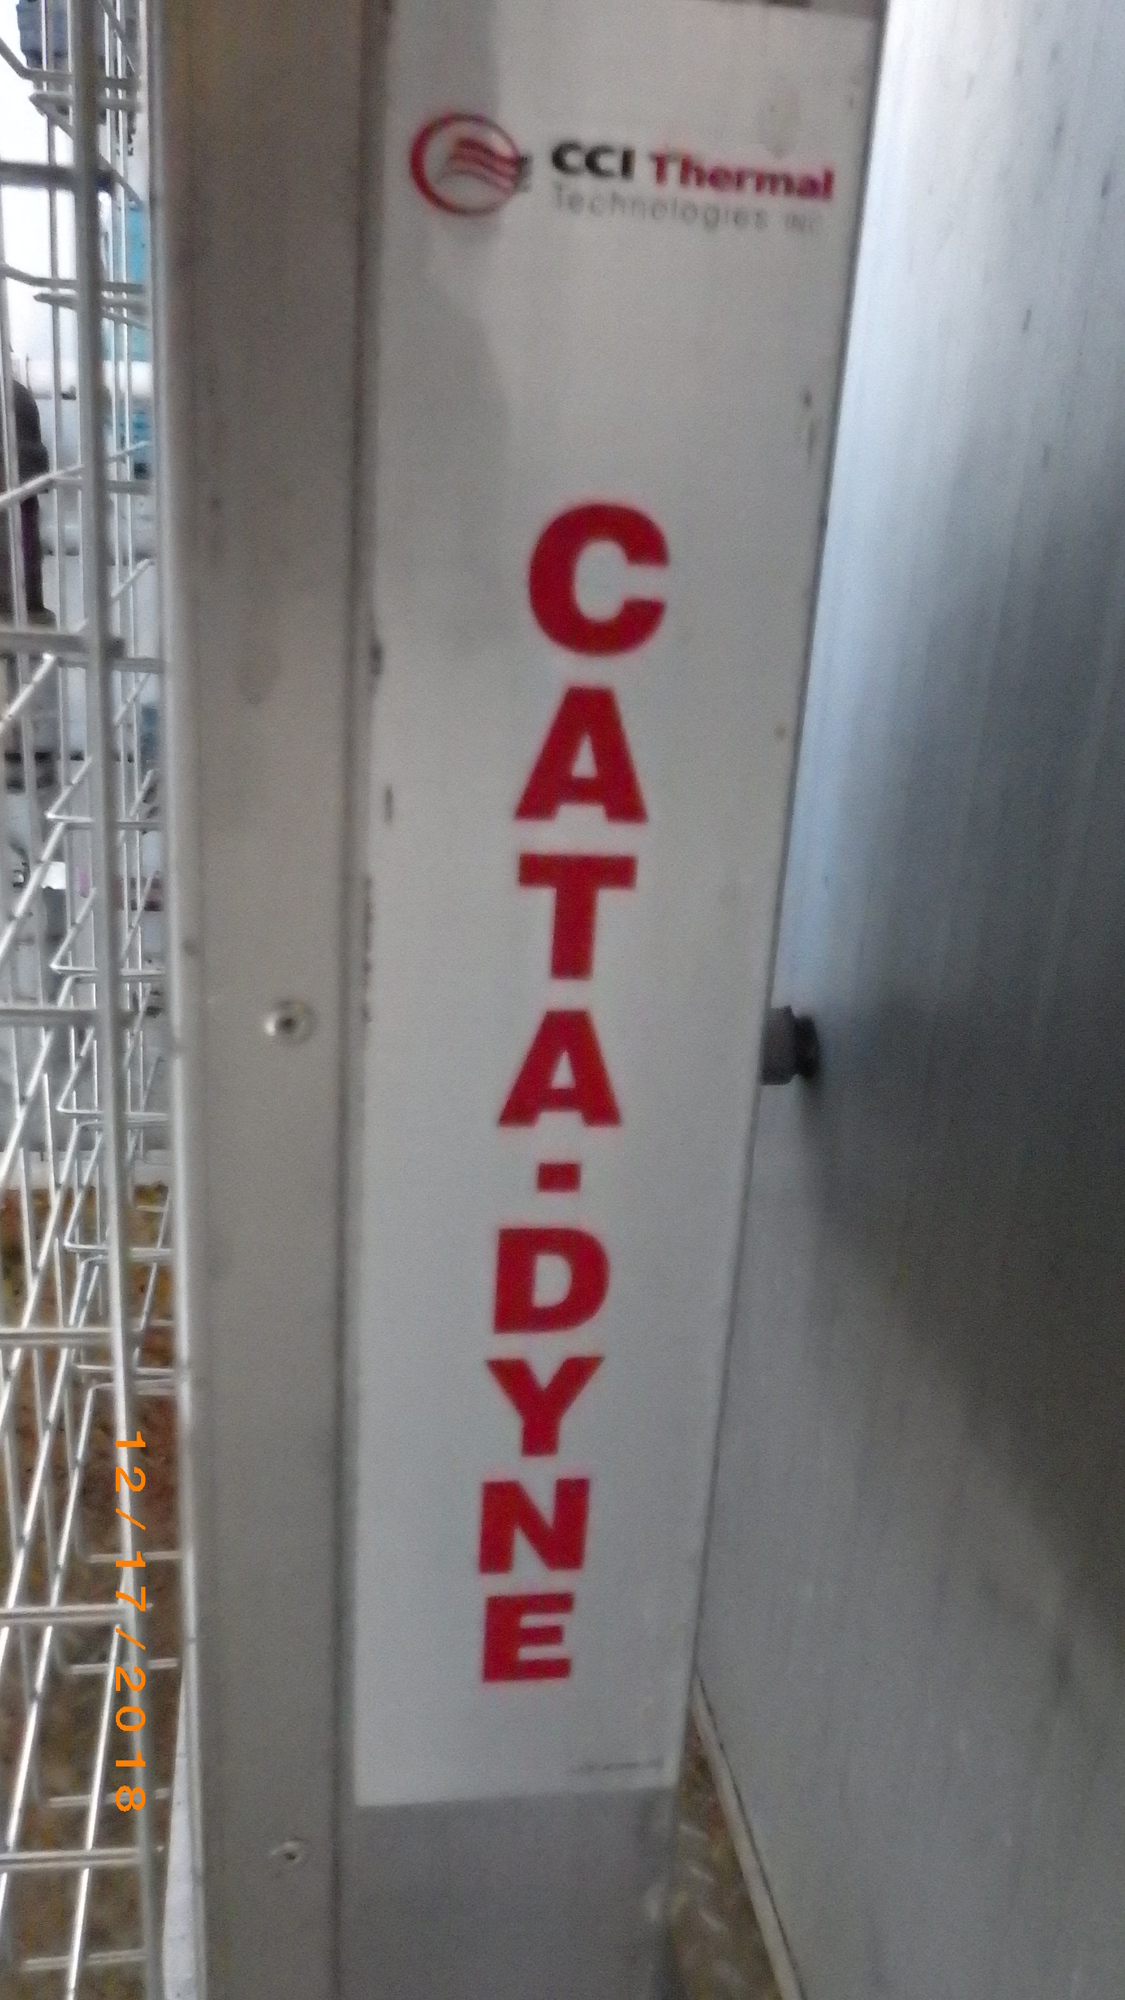 CCI Thermal
Technologies INC
CATA-DYNE
12/17/2018